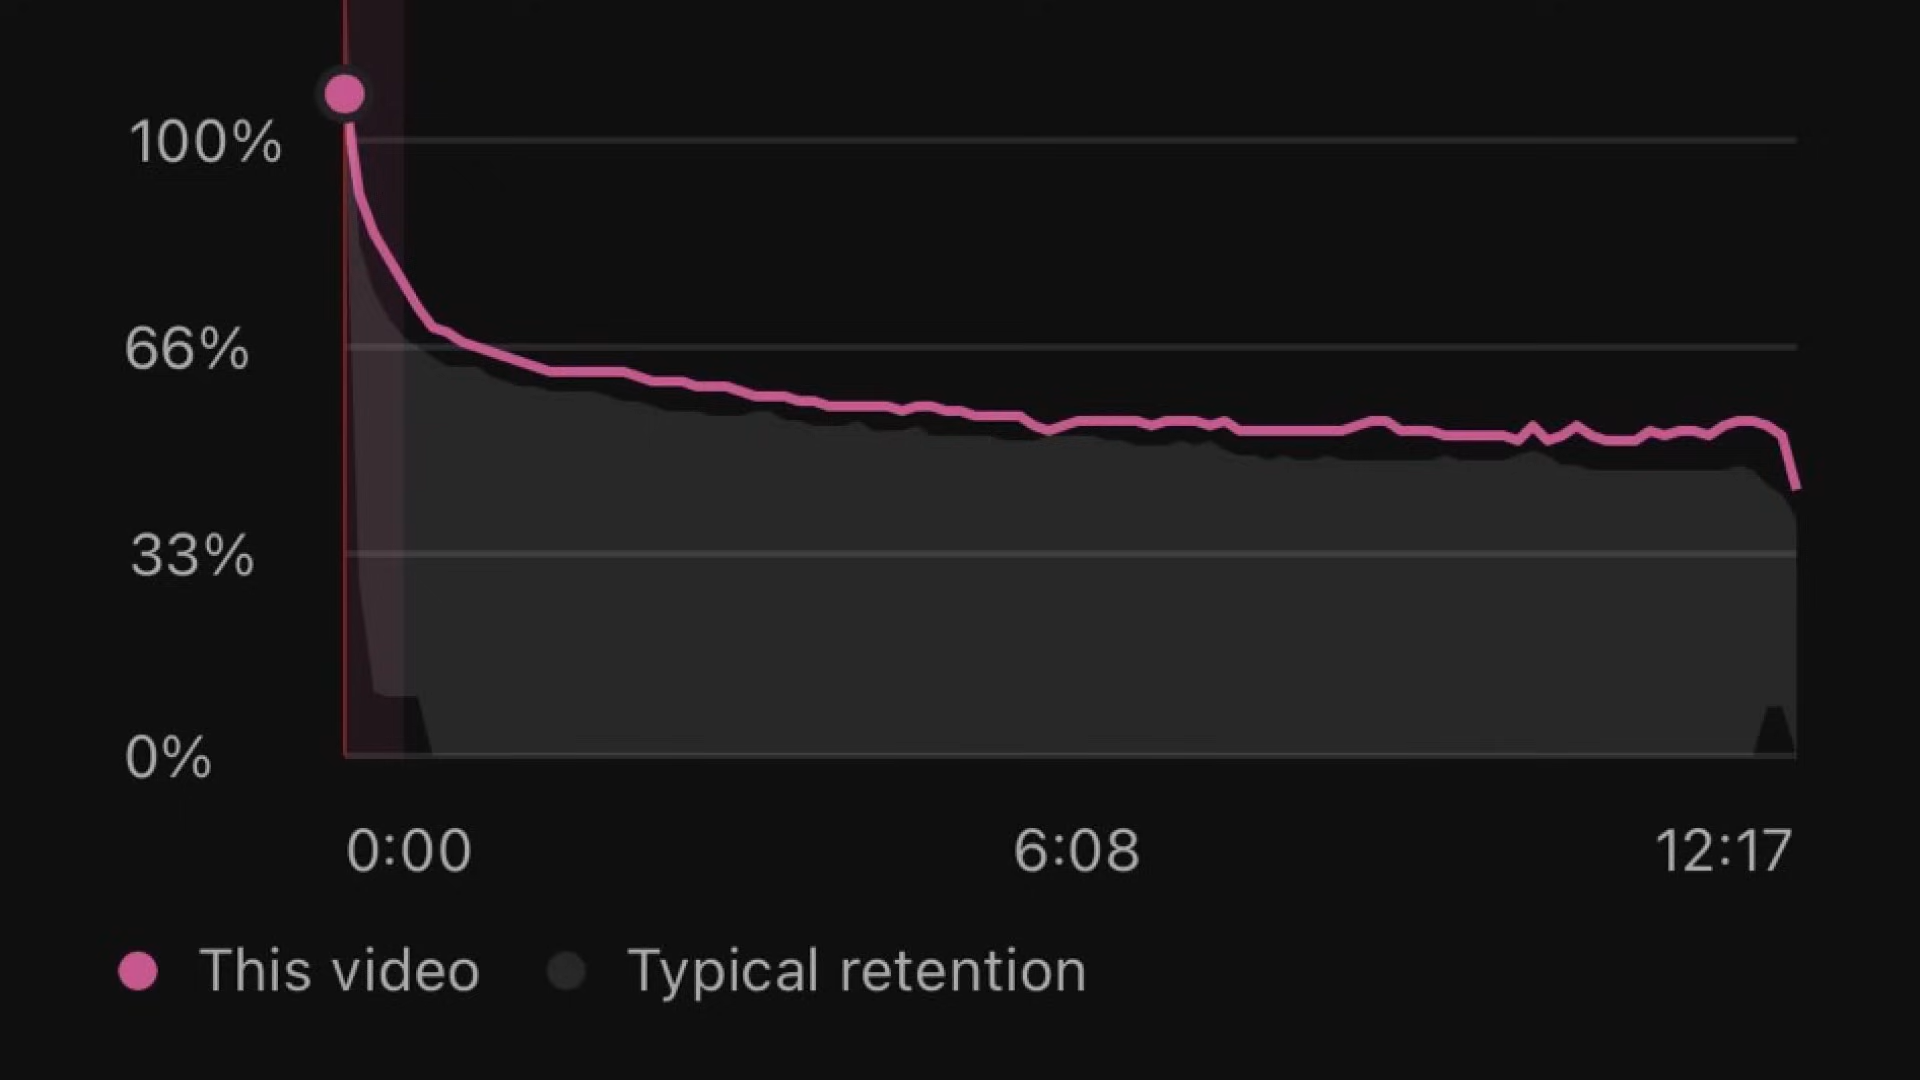 100%
66%
33%
0%
0:00 6:08 12:17
This video Typical retention